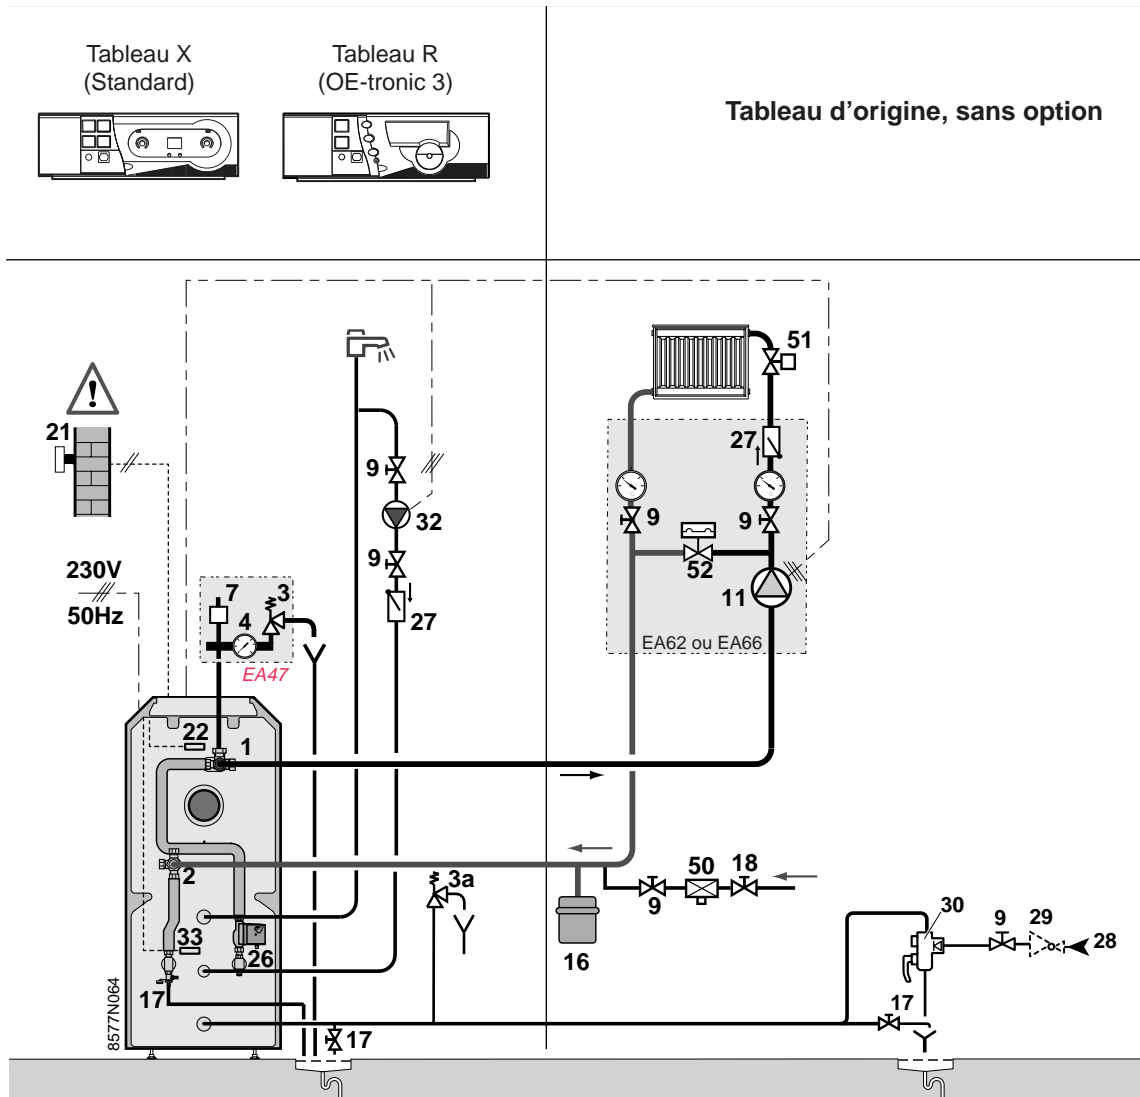 Tableau X
(Standard)
Tableau R
(OE-tronic 3)
Tableau d'origine, sans option
51
21
27
9
9
9
32
52
230V
50Hz
7
3
4
9
27
11
EA62 ou EA66
EA47
22
1
2
3a
50
18
9
30
9
29
28
33
26
16
17
17
17
8577N064